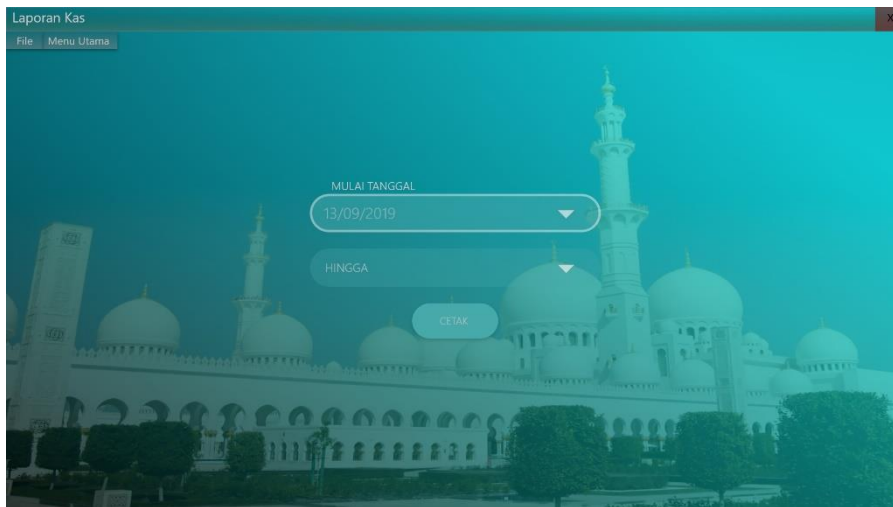 Laporan Kas
X
File Menu Utama
MULAI TANGGAL
13/09/2019
HINGGA
CETAK